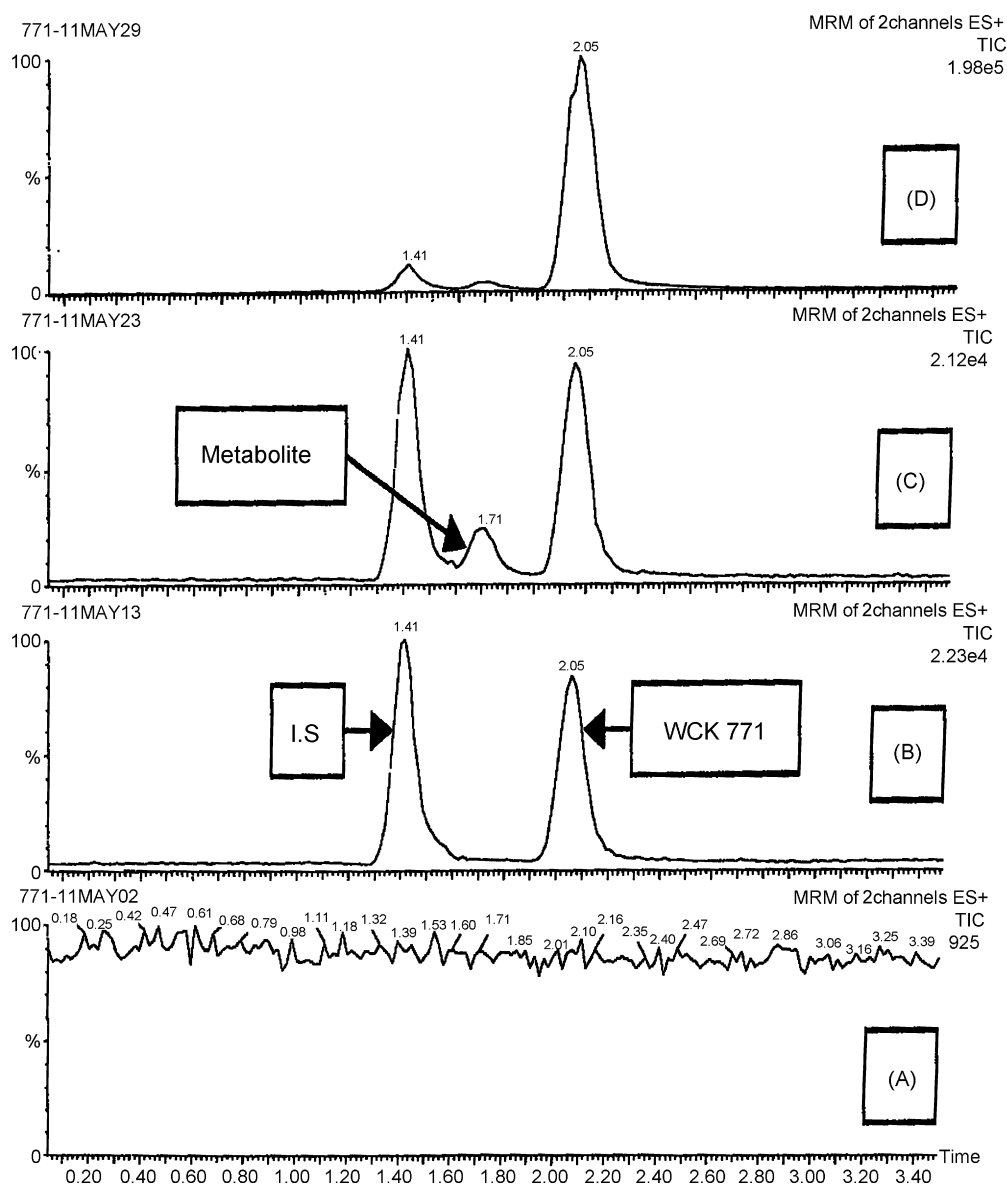 771-11MAY29
MRM of 2channels ES+
TIC
1.98e5
100
2.05
%
(D)
1.41
0
771-11MAY23
MRM of 2channels ES+
TIC
2.12e4
100
1.41
2.05
Metabolite
%
(C)
1.71
0
771-11MAY13
MRM of 2channels ES+
TIC
2.23e4
100
1.41
2.05
I.S
WCK 771
%
(B)
0
771-11MAY02
MRM of 2channels ES+
TIC
925
100
0.18 0.25 0.42 0.47 0.61 0.68 0.79 0.98 1.11 1.18 1.32 1.39 1.53 1.60 1.71 1.85 2.01 2.10 2.16 2.35 2.40 2.47 2.69 2.72 2.86 3.06 3.16 3.25 3.39
%
(A)
0
Time
0.20 0.40 0.60 0.80 1.00 1.20 1.40 1.60 1.80 2.00 2.20 2.40 2.60 2.80 3.00 3.20 3.40